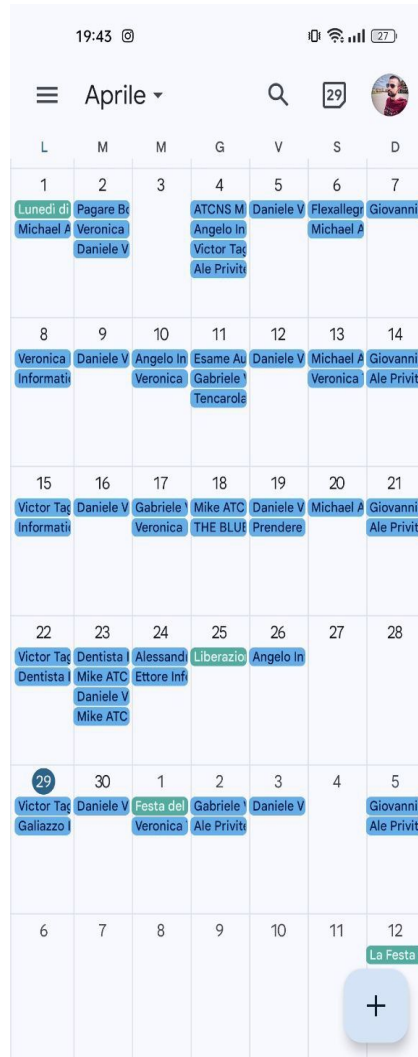 19:43
27
Aprile
29
L M M G V S D
1 2 3 4 5 6 7
Lunedì di Pagare Bo ATCNS M Daniele V Flexallegr Giovanni
Michael A Veronica Angelo In Michael A
Daniele V Victor Tag
Ale Privite
8 9 10 11 12 13 14
Veronica Daniele V Angelo In Esame Au Daniele V Michael A Giovanni
Informatic Veronica Gabriele V Veronica Ale Privit
Tencarola
15 16 17 18 19 20 21
Victor Tag Daniele V Gabriele V Mike ATC Daniele V Michael A Giovanni
Informatic Veronica THE BLUE Prendere Ale Privit
22 23 24 25 26 27 28
Victor Tag Dentista I Alessand Liberazio Angelo In
Dentista I Mike ATC Ettore Info
Daniele V
Mike ATC
29 30 1 2 3 4 5
Victor Tag Daniele V Festa del Gabriele V Daniele V Giovanni
Galiazzo I Veronica Ale Privite Ale Privit
6 7 8 9 10 11 12
La Festa
+